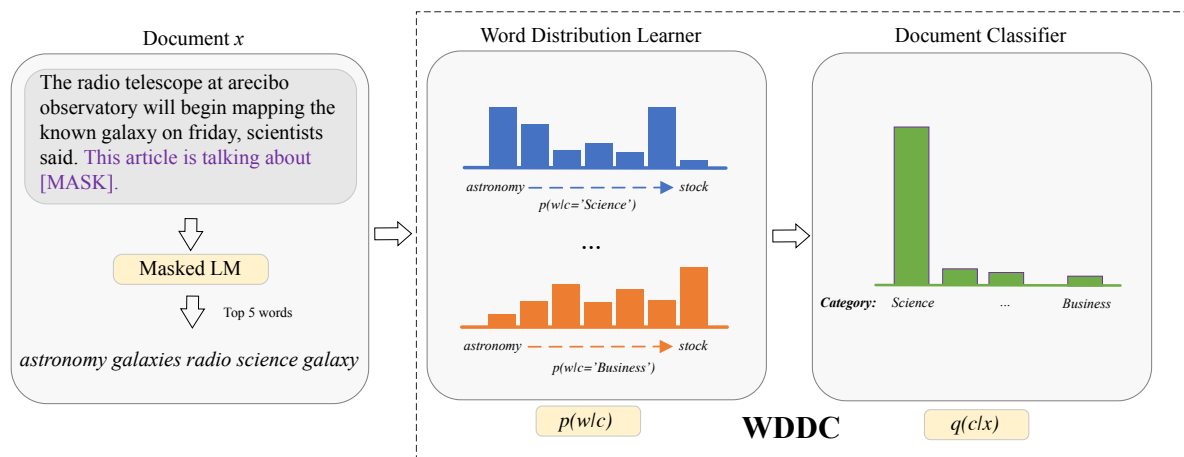 Document x
The radio telescope at arecibo
observatory will begin mapping the
known galaxy on friday, scientists
said. This article is talking about
[MASK].
Masked LM
Top 5 words
astronomy galaxies radio science galaxy
Word Distribution Learner
astronomy stock
p(w|c='Science')
...
astronomy stock
p(w|c='Business')
p(w|c)
WDDC
Document Classifier
Category: Science ... Business
q(c|x)